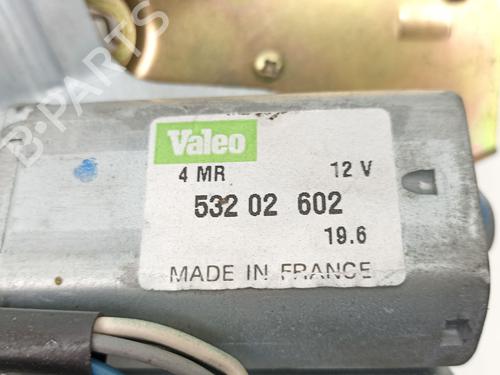 Valeo
4 MR 12 V
532 02 602
19.6
MADE IN FRANCE
B-PARTS